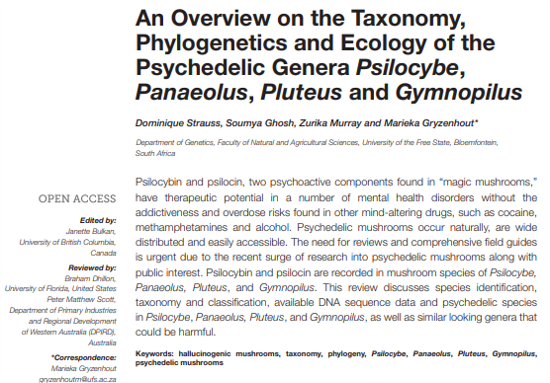 An Overview on the Taxonomy,
Phylogenetics and Ecology of the
Psychedelic Genera Psilocybe,
Panaeolus, Pluteus and Gymnopilus
Dominique Strauss, Soumya Ghosh, Zurika Murray and Marieka Gryzenhout*
Department of Genetics, Faculty of Natural and Agricultural Sciences, University of the Free State, Bloemfontein,
South Africa
OPEN ACCESS
Edited by:
Janette Bulkan,
University of British Columbia,
Canada
Reviewed by:
Braham Dhillon,
University of Florida, United States
Peter Matthew Scott,
Department of Primary Industries
and Regional Development
of Western Australia (DPIRD),
Australia
*Correspondence:
Marieka Gryzenhout
gryzenhoutm@ufs.ac.za
Psilocybin and psilocin, two psychoactive components found in “magic mushrooms,”
have therapeutic potential in a number of mental health disorders without the
addictiveness and overdose risks found in other mind-altering drugs, such as cocaine,
methamphetamines and alcohol. Psychedelic mushrooms occur naturally, are wide
distributed and easily accessible. The need for reviews and comprehensive field guides
is urgent due to the recent surge of research into psychedelic mushrooms along with
public interest. Psilocybin and psilocin are recorded in mushroom species of Psilocybe,
Panaeolus, Pluteus, and Gymnopilus. This review discusses species identification,
taxonomy and classification, available DNA sequence data and psychedelic species
in Psilocybe, Panaeolus, Pluteus, and Gymnopilus, as well as similar looking genera that
could be harmful.
Keywords: hallucinogenic mushrooms, taxonomy, phylogeny, Psilocybe, Panaeolus, Pluteus, Gymnopilus,
psychedelic mushrooms